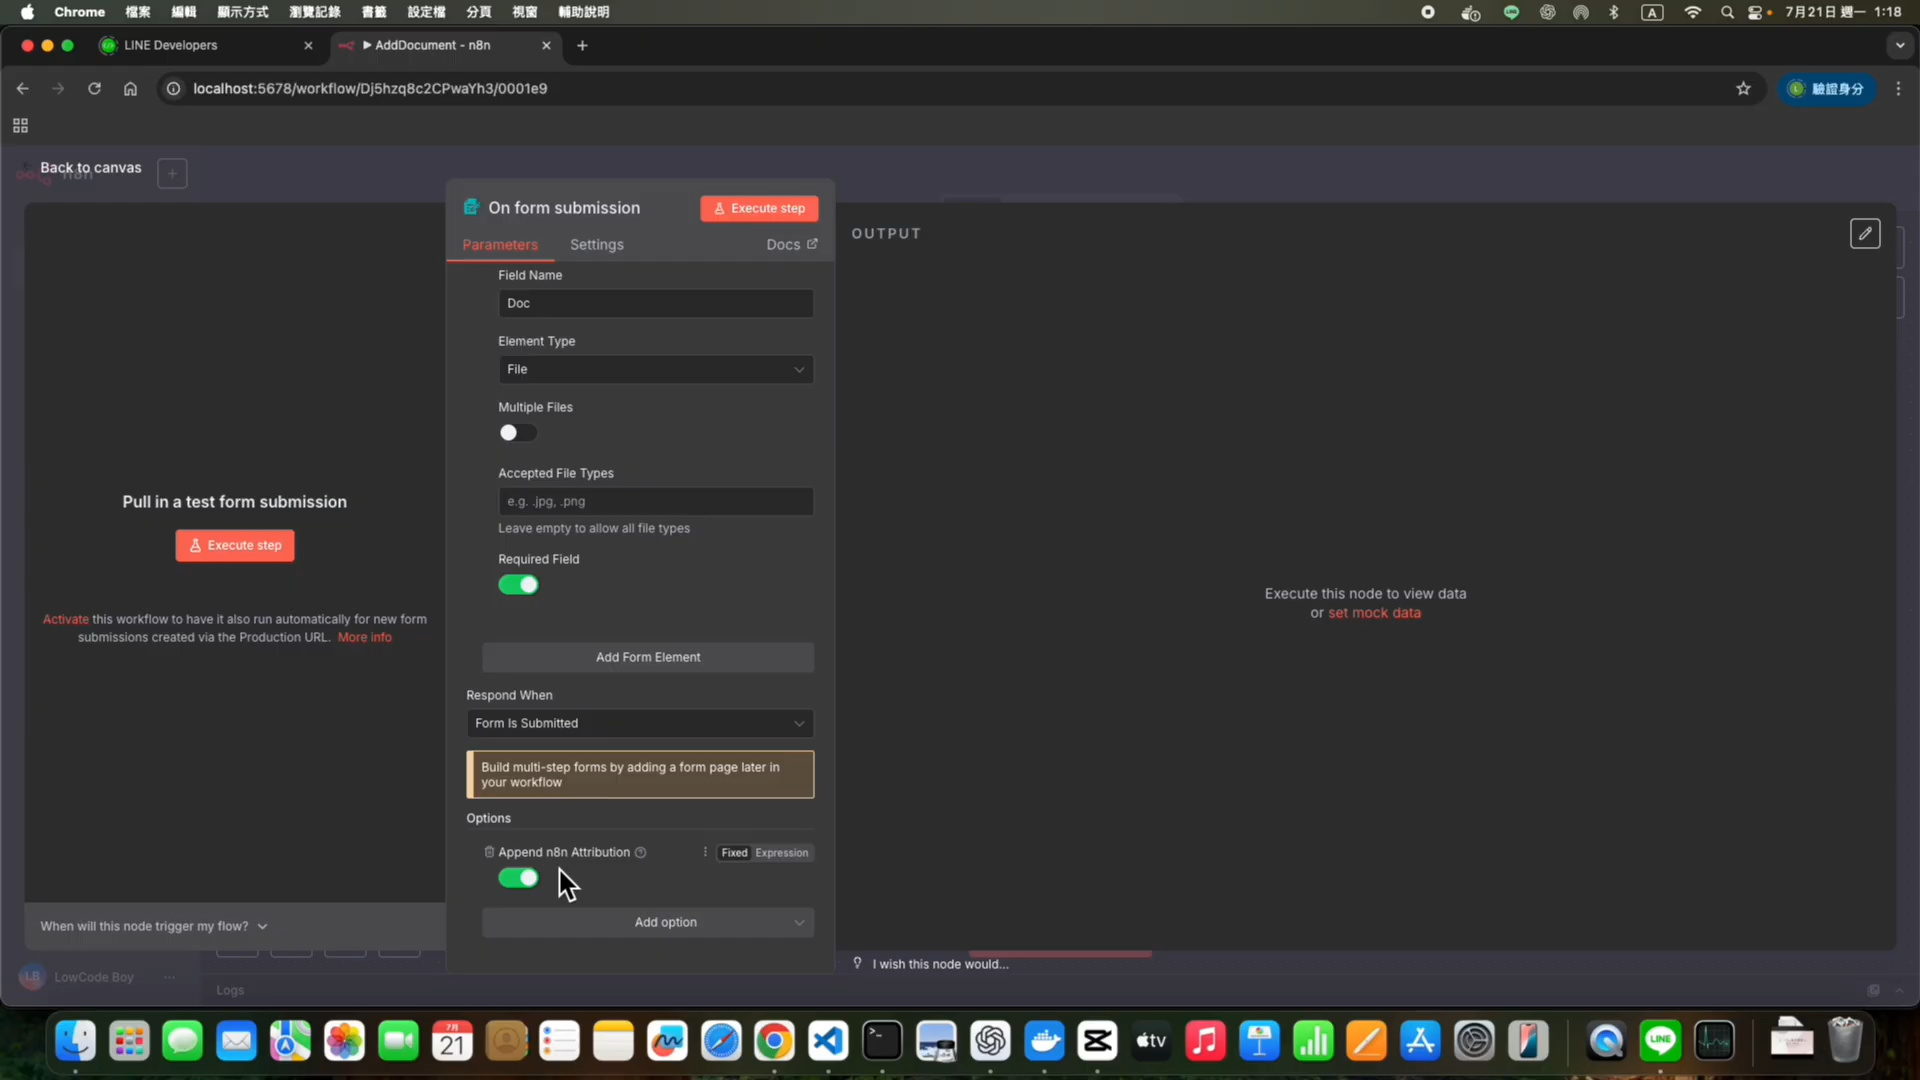 Chrome 檔案 編輯 顯示方式 瀏覽記錄 書籤 設定檔 分頁 視窗 輔助說明 A 7月21日 週一 1:18
LINE Developers
▶ AddDocument - n8n
localhost:5678/workflow/Dj5hzq8c2CPwaYh3/0001e9
驗證身分
Back to canvas
n8n
On form submission
Execute step
Parameters
Settings
Docs
OUTPUT
Field Name
Doc
Element Type
File
Multiple Files
Accepted File Types
e.g. .jpg, .png
Leave empty to allow all file types
Required Field
Add Form Element
Respond When
Form Is Submitted
Build multi-step forms by adding a form page later in
your workflow
Options
Append n8n Attribution
Fixed Expression
Add option
Pull in a test form submission
Execute step
Activate this workflow to have it also run automatically for new form
submissions created via the Production URL. More info
When will this node trigger my flow?
Execute this node to view data
or set mock data
I wish this node would...
LB LowCode Boy
Logs
7月
21
tv
LINE